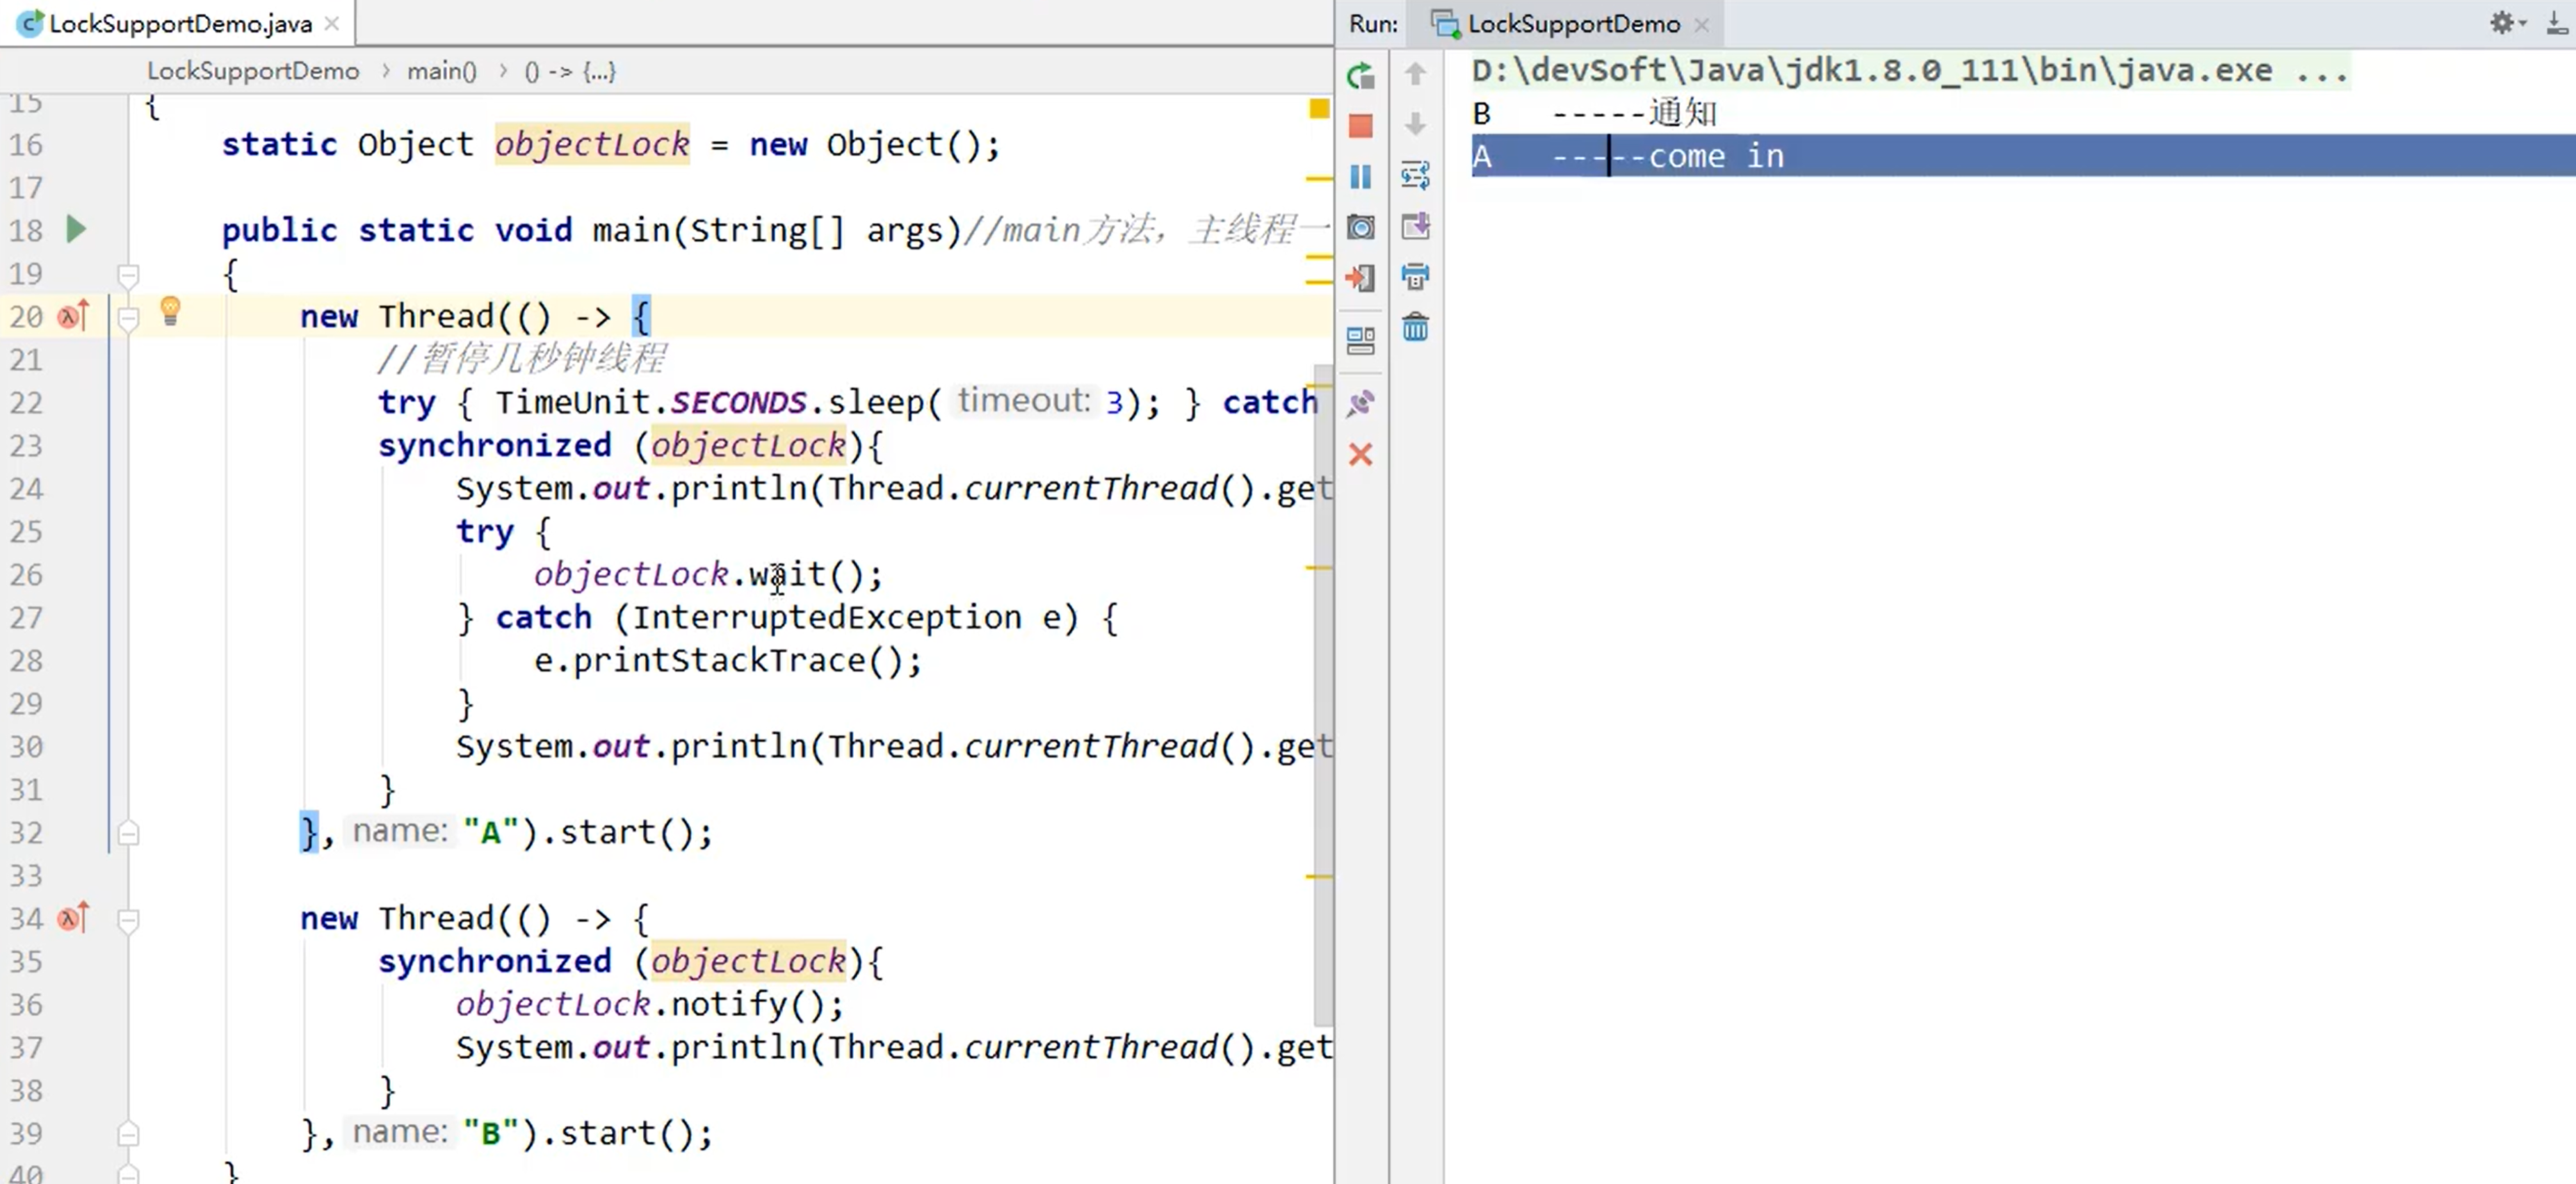 LockSupportDemo.java
LockSupportDemo > main() > () -> {...}
15 {
16 static Object objectLock = new Object();
17
18 public static void main(String[] args)//main方法，主线程一
19 {
20 new Thread(() -> {
21 //暂停几秒钟线程
22 try { TimeUnit.SECONDS.sleep( timeout: 3); } catch
23 synchronized (objectLock){
24 System.out.println(Thread.currentThread().get
25 try {
26 objectLock.wait();
27 } catch (InterruptedException e) {
28 e.printStackTrace();
29 }
30 System.out.println(Thread.currentThread().get
31 }
32 }, name: "A").start();
33
34 new Thread(() -> {
35 synchronized (objectLock){
36 objectLock.notify();
37 System.out.println(Thread.currentThread().get
38 }
39 }, name: "B").start();
40 }
Run: LockSupportDemo
D:\devSoft\Java\jdk1.8.0_111\bin\java.exe ...
B -----通知
A -----come in